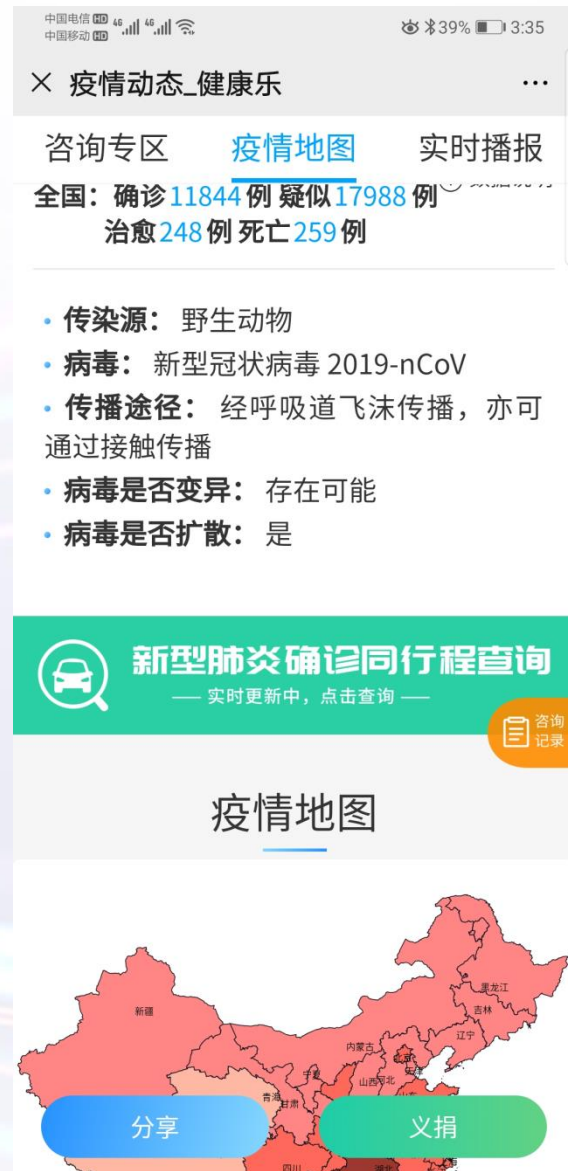 中国电信 HD 4G 4G
中国移动 HD
39% 3:35
× 疫情动态_健康乐 ...
咨询专区 疫情地图 实时播报
全国：确诊11844 例 疑似17988 例
治愈248 例 死亡259 例
• 传染源： 野生动物
• 病毒： 新型冠状病毒 2019-nCoV
• 传播途径： 经呼吸道飞沫传播，亦可
通过接触传播
• 病毒是否变异： 存在可能
• 病毒是否扩散： 是
新型肺炎确诊同行程查询
— 实时更新中，点击查询 —
咨询
记录
疫情地图
黑龙江
新疆
吉林
辽宁
内蒙古
北京
宁夏
山西
河北
青海
甘肃
分享
义捐
四川
湖北